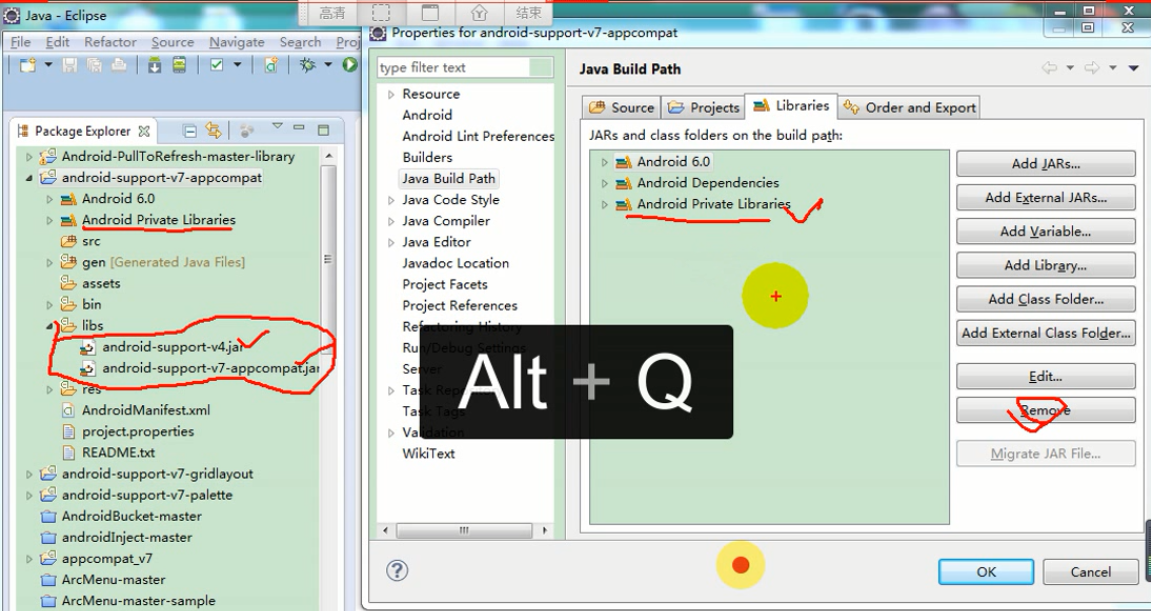 Java - Eclipse
高清
结束
File Edit Refactor Source Navigate Search Proj
Package Explorer
Android-PullToRefresh-master-library
android-support-v7-appcompat
Android 6.0
Android Private Libraries
src
gen [Generated Java Files]
assets
bin
libs
android-support-v4.jar
android-support-v7-appcompat.jar
res
AndroidManifest.xml
project.properties
README.txt
android-support-v7-gridlayout
android-support-v7-palette
AndroidBucket-master
androidInject-master
appcompat_v7
ArcMenu-master
ArcMenu-master-sample
Properties for android-support-v7-appcompat
type filter text
Resource
Android
Android Lint Preferences
Builders
Java Build Path
Java Code Style
Java Compiler
Java Editor
Javadoc Location
Project Facets
Project References
Refactoring History
Run/Debug Settings
Server
Task Repo
Task Tags
Validation
WikiText
Java Build Path
Source Projects Libraries Order and Export
JARs and class folders on the build path:
Android 6.0
Android Dependencies
Android Private Libraries
Add JARs...
Add External JARs...
Add Variable...
Add Library...
Add Class Folder...
Add External Class Folder...
Edit...
Remove
Migrate JAR File...
Alt + Q
OK
Cancel